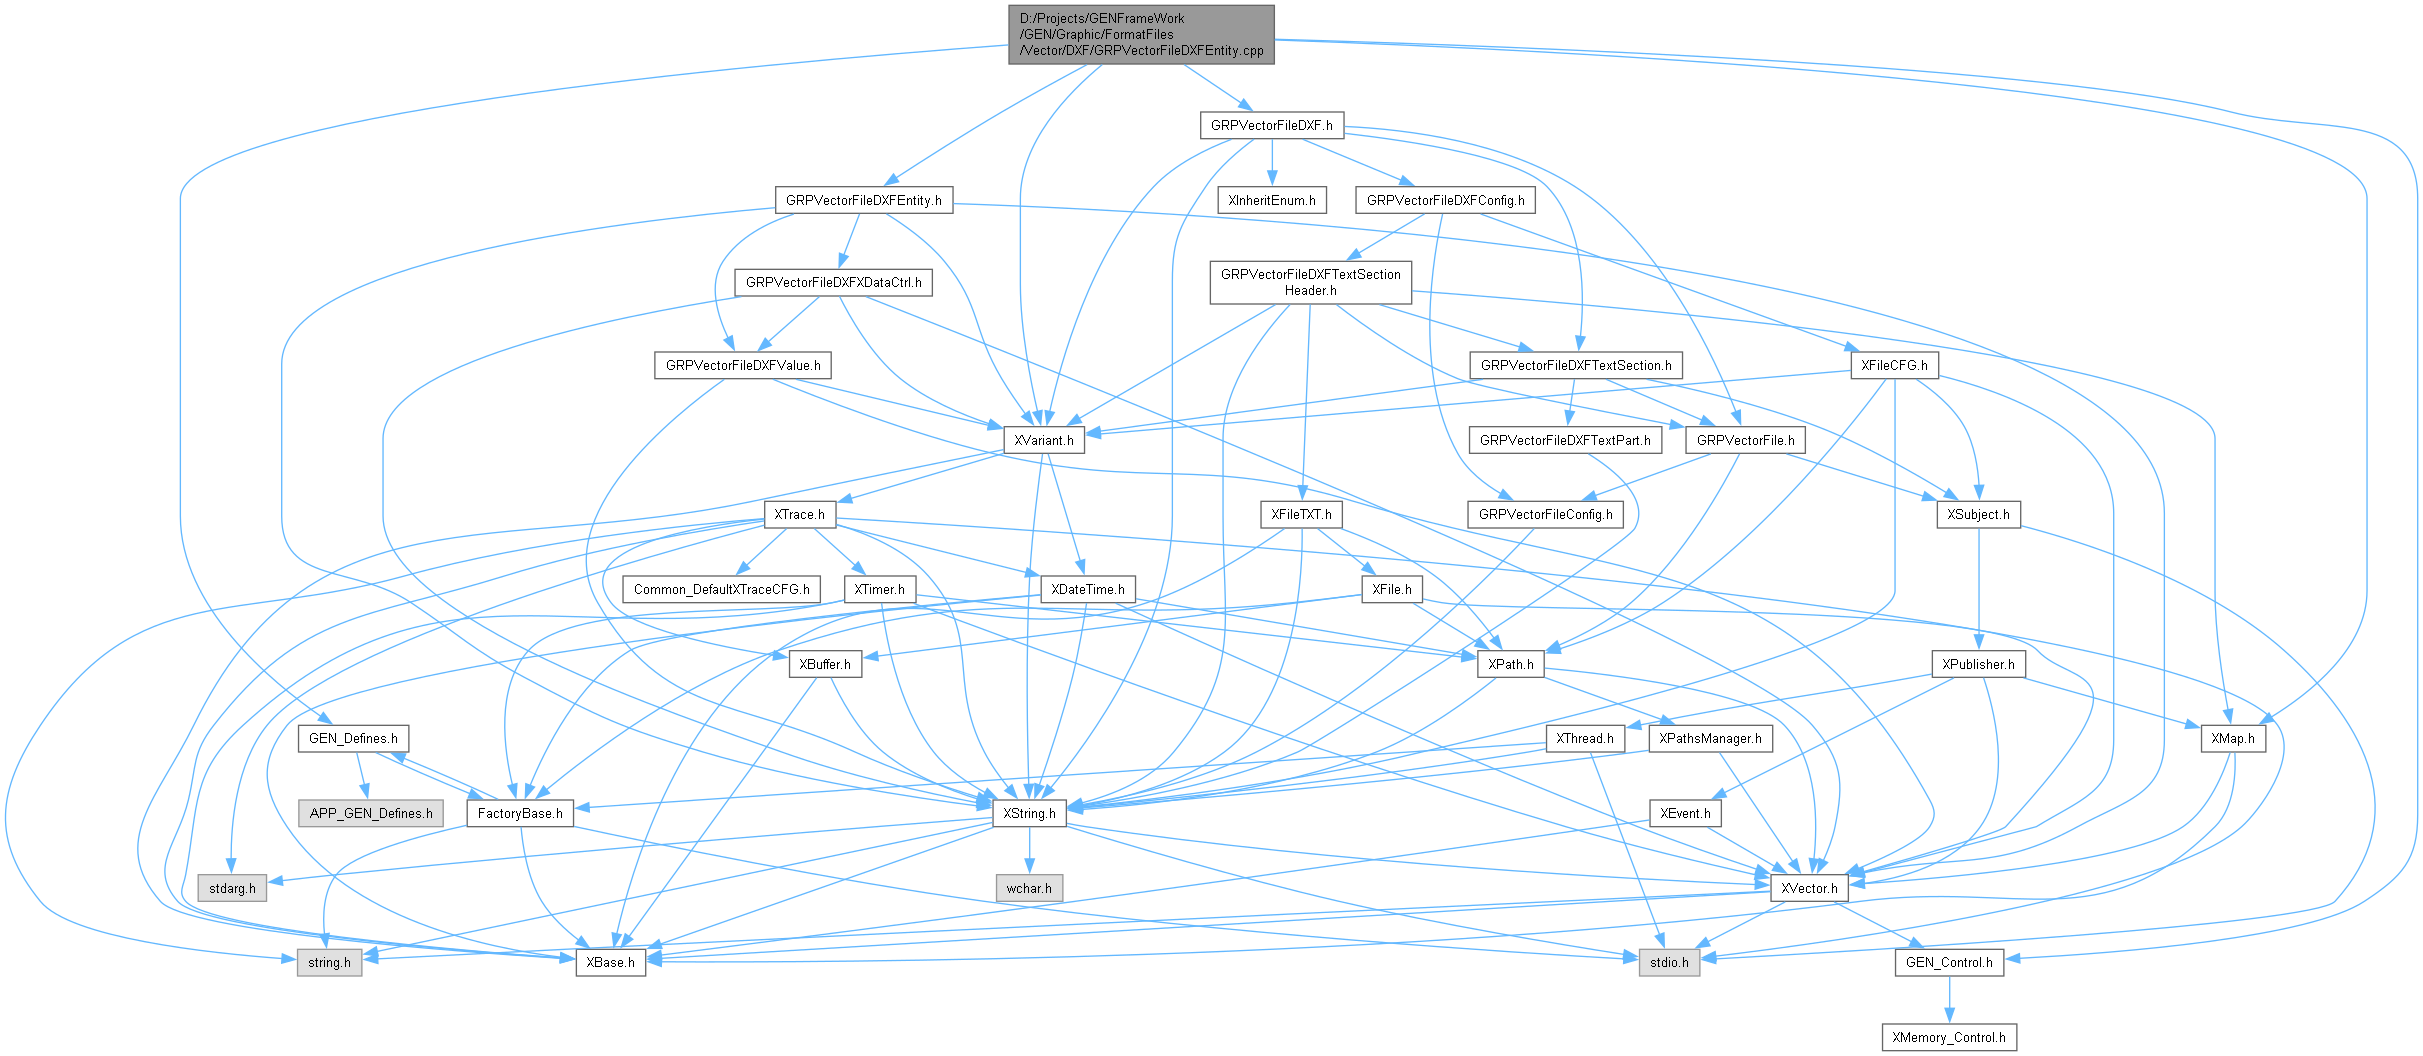 D:/Projects/GENFrameWork
/GEN/Graphic/FormatFiles
/Vector/DXF/GRPVectorFileDXFEntity.cpp
GRPVectorFileDXF.h
GRPVectorFileDXFEntity.h
XInheritEnum.h
GRPVectorFileDXFConfig.h
GRPVectorFileDXFXDataCtrl.h
GRPVectorFileDXFTextSection
Header.h
GRPVectorFileDXFValue.h
GRPVectorFileDXFTextSection.h
XFileCFG.h
XVariant.h
GRPVectorFileDXFTextPart.h
GRPVectorFile.h
XTrace.h
XFileTXT.h
GRPVectorFileConfig.h
XSubject.h
Common_DefaultXTraceCFG.h
XTimer.h
XDateTime.h
XFile.h
XBuffer.h
XPath.h
XPublisher.h
GEN_Defines.h
XThread.h
XPathsManager.h
XMap.h
APP_GEN_Defines.h
FactoryBase.h
XString.h
XEvent.h
stdarg.h
wchar.h
XVector.h
string.h
XBase.h
stdio.h
GEN_Control.h
XMemory_Control.h